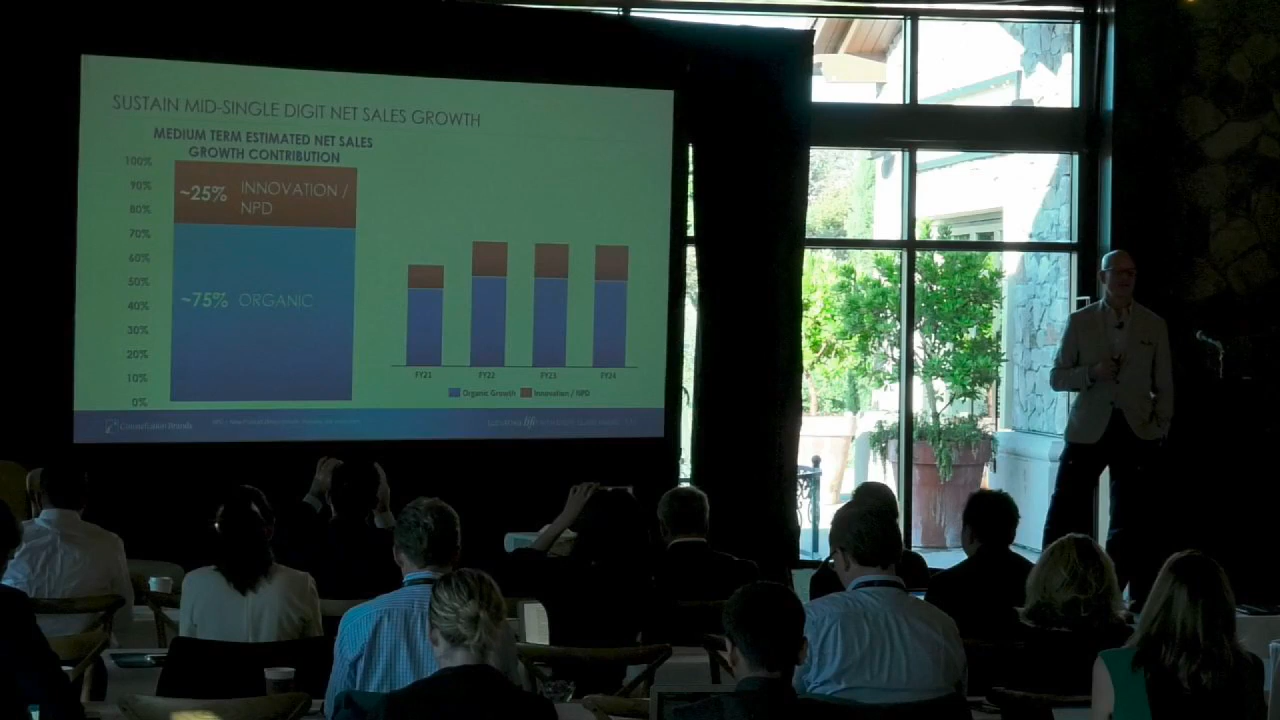 SUSTAIN MID-SINGLE DIGIT NET SALES GROWTH
MEDIUM TERM ESTIMATED NET SALES
GROWTH CONTRIBUTION
100%
90%
80%
70%
60%
50%
40%
30%
20%
10%
0%
~25% INNOVATION /
NPD
~75% ORGANIC
FY21 FY22 FY23 FY24
Organic Growth Innovation / NPD
Constellation Brands
ELEVATING life